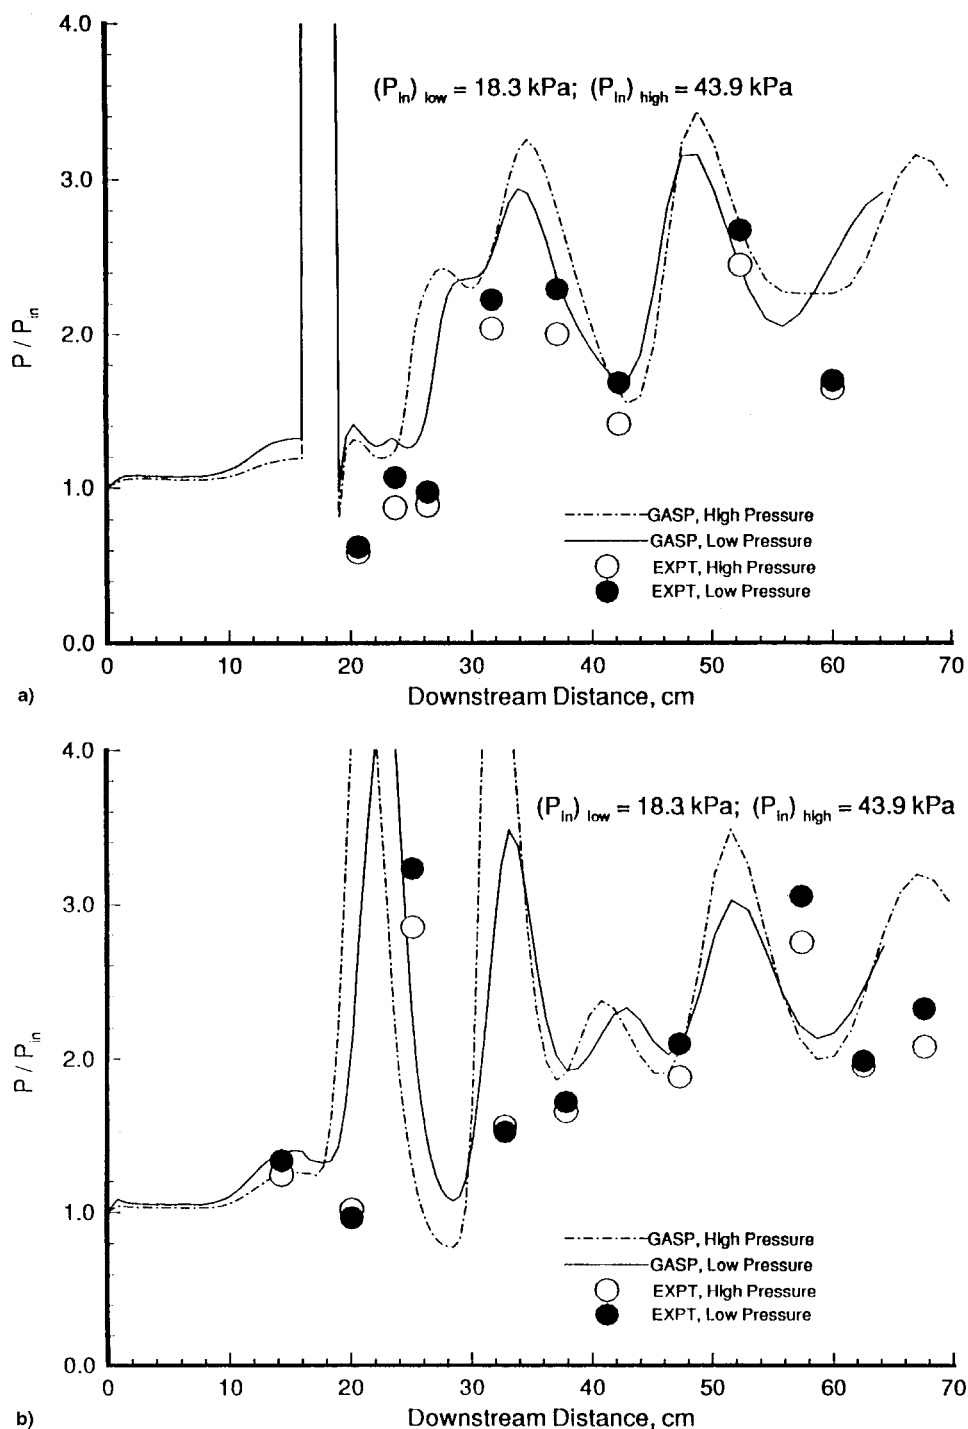 4.0
(P_in)_low = 18.3 kPa; (P_in)_high = 43.9 kPa
3.0
P / P_in
2.0
1.0
GASP, High Pressure
GASP, Low Pressure
EXPT, High Pressure
EXPT, Low Pressure
0.0
0 10 20 30 40 50 60 70
a) Downstream Distance, cm
4.0
(P_in)_low = 18.3 kPa; (P_in)_high = 43.9 kPa
3.0
P / P_in
2.0
1.0
GASP, High Pressure
GASP, Low Pressure
EXPT, High Pressure
EXPT, Low Pressure
0.0
0 10 20 30 40 50 60 70
b) Downstream Distance, cm